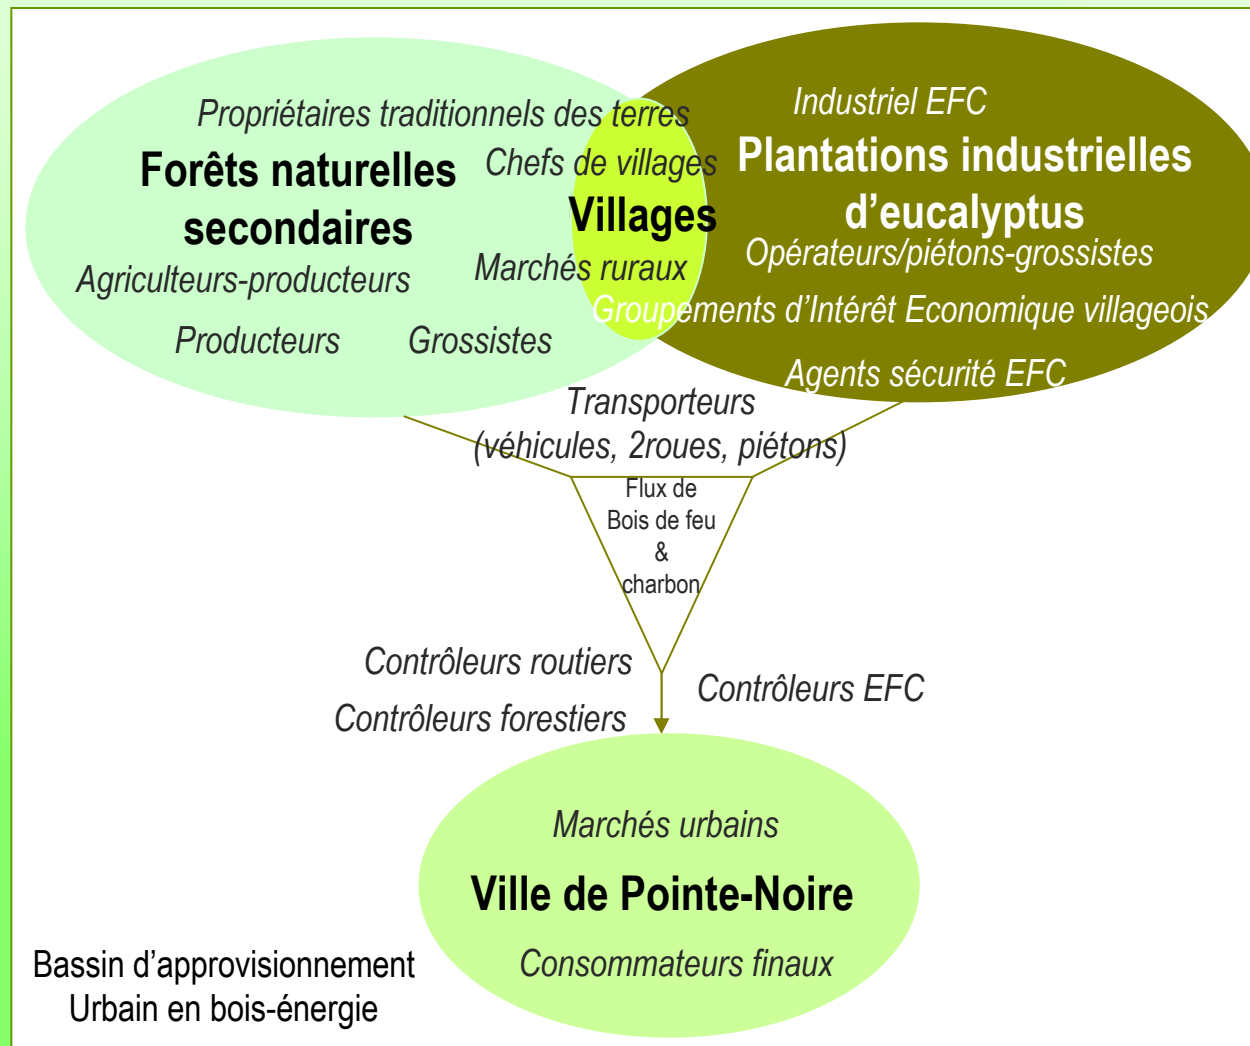 Propriétaires traditionnels des terres
Forêts naturelles
secondaires
Chefs de villages
Villages
Agriculteurs-producteurs
Marchés ruraux
Producteurs
Grossistes
Industriel EFC
Plantations industrielles
d’eucalyptus
Opérateurs/piétons-grossistes
Groupements d’Intérêt Economique villageois
Agents sécurité EFC
Transporteurs
(véhicules, 2roues, piétons)
Flux de
Bois de feu
&
charbon
Contrôleurs routiers
Contrôleurs EFC
Contrôleurs forestiers
Marchés urbains
Ville de Pointe-Noire
Consommateurs finaux
Bassin d’approvisionnement
Urbain en bois-énergie